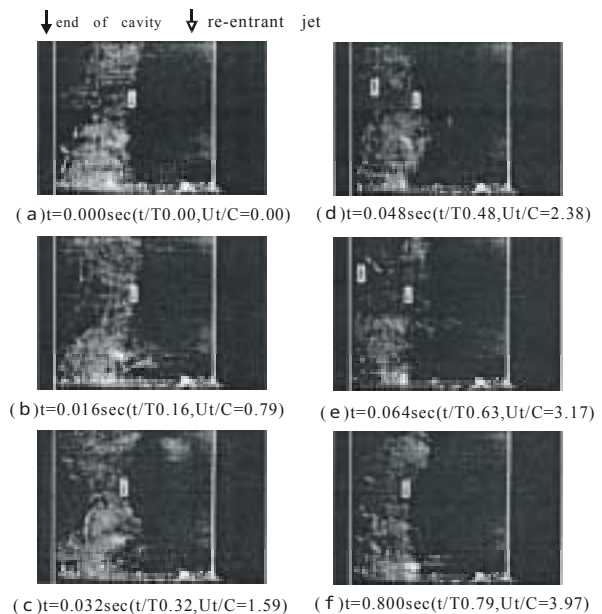 end of cavity re-entrant jet
(a)t=0.000sec(t/T0.00,Ut/C=0.00)
(d)t=0.048sec(t/T0.48,Ut/C=2.38)
(b)t=0.016sec(t/T0.16,Ut/C=0.79)
(e)t=0.064sec(t/T0.63,Ut/C=3.17)
(c)t=0.032sec(t/T0.32,Ut/C=1.59)
(f)t=0.800sec(t/T0.79,Ut/C=3.97)